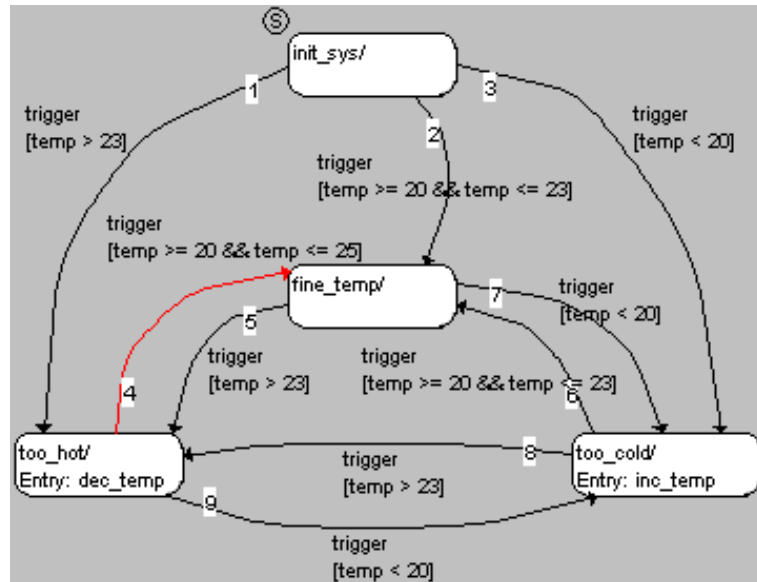 S
init_sys/
1
3
trigger
[temp > 23]
2
trigger
[temp < 20]
trigger
[temp >= 20 && temp <= 23]
trigger
[temp >= 20 && temp <= 25]
fine_temp/
7
5
trigger
[temp < 20]
trigger
[temp > 23]
trigger
[temp >= 20 && temp <= 23]
4
6
too_hot/
Entry: dec_temp
8
too_cold/
Entry: inc_temp
trigger
[temp > 23]
9
trigger
[temp < 20]